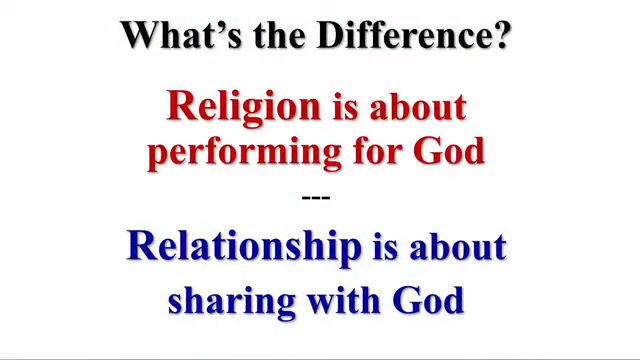 What’s the Difference?
Religion is about
performing for God
---
Relationship is about
sharing with God